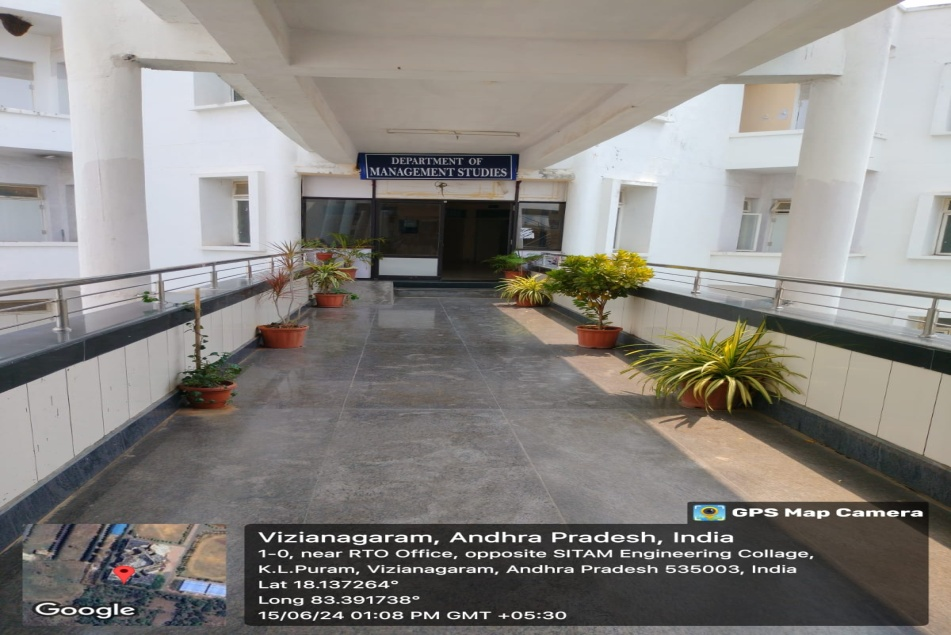 DEPARTMENT OF
MANAGEMENT STUDIES
GPS Map Camera
Vizianagaram, Andhra Pradesh, India
1-0, near RTO Office, opposite SITAM Engineering Collage,
K.L.Puram, Vizianagaram, Andhra Pradesh 535003, India
Lat 18.137264°
Long 83.391738°
15/06/24 01:08 PM GMT +05:30
Google